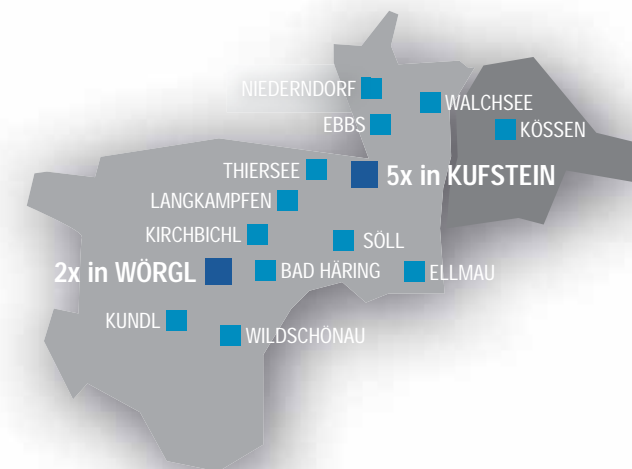 NIEDERNDORF
WALCHSEE
EBBS
KÖSSEN
THIERSEE
5x in KUFSTEIN
LANGKAMPFEN
KIRCHBICHL
SÖLL
2x in WÖRGL
BAD HÄRING
ELLMAU
KUNDL
WILDSCHÖNAU